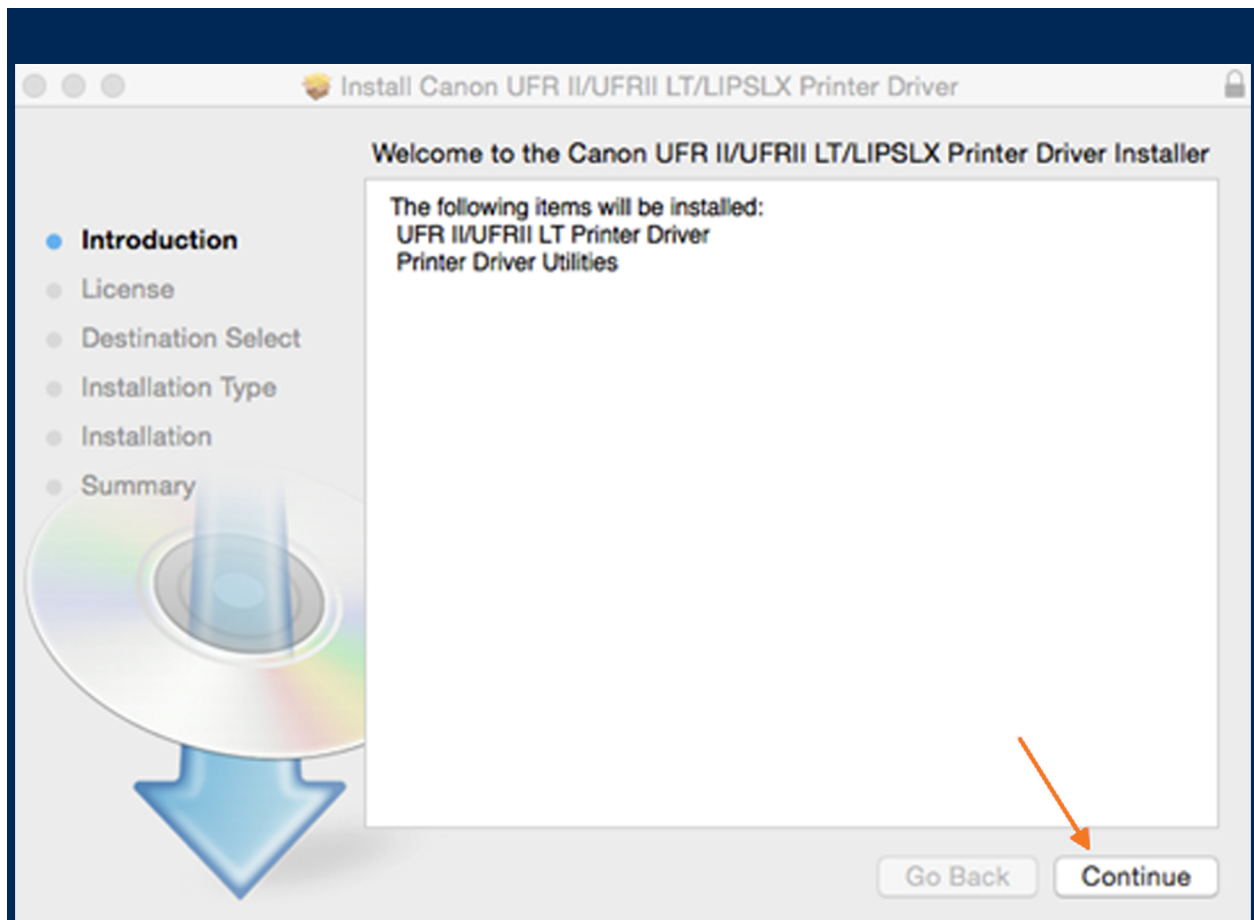 Install Canon UFR II/UFRII LT/LIPSLX Printer Driver
Welcome to the Canon UFR II/UFRII LT/LIPSLX Printer Driver Installer
Introduction
License
Destination Select
Installation Type
Installation
Summary
The following items will be installed:
UFR II/UFRII LT Printer Driver
Printer Driver Utilities
Go Back
Continue